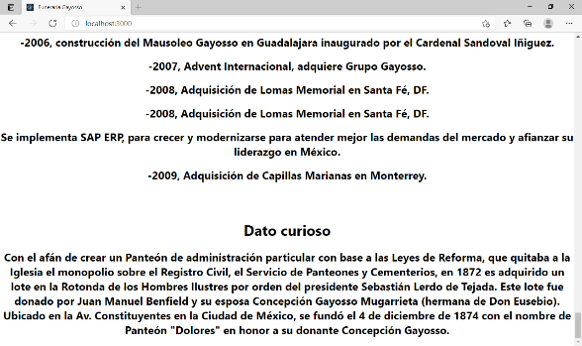 Funeraria Gayosso
localhost:3000
-2006, construcción del Mausoleo Gayosso en Guadalajara inaugurado por el Cardenal Sandoval Iñiguez.
-2007, Advent Internacional, adquiere Grupo Gayosso.
-2008, Adquisición de Lomas Memorial en Santa Fé, DF.
-2008, Adquisición de Lomas Memorial en Santa Fé, DF.
Se implementa SAP ERP, para crecer y modernizarse para atender mejor las demandas del mercado y afianzar su
liderazgo en México.
-2009, Adquisición de Capillas Marianas en Monterrey.
Dato curioso
Con el afán de crear un Panteón de administración particular con base a las Leyes de Reforma, que quitaba a la
Iglesia el monopolio sobre el Registro Civil, el Servicio de Panteones y Cementerios, en 1872 es adquirido un
lote en la Rotonda de los Hombres Ilustres por orden del presidente Sebastián Lerdo de Tejada. Este lote fue
donado por Juan Manuel Benfield y su esposa Concepción Gayosso Mugarrieta (hermana de Don Eusebio).
Ubicado en la Av. Constituyentes en la Ciudad de México, se fundó el 4 de diciembre de 1874 con el nombre de
Panteón "Dolores" en honor a su donante Concepción Gayosso.